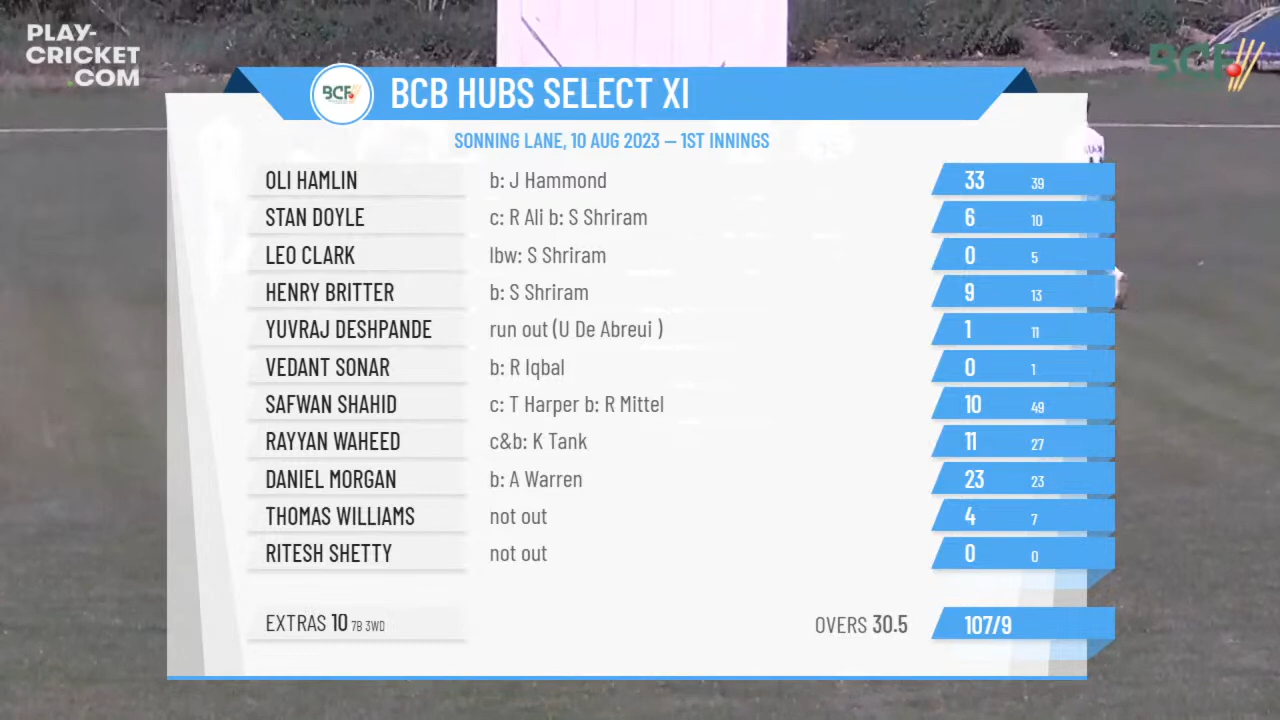 PLAY-
CRICKET
.COM
BCF
BCF
BCB HUBS SELECT XI
SONNING LANE, 10 AUG 2023 – 1ST INNINGS
OLI HAMLIN b: J Hammond 33 39
STAN DOYLE c: R Ali b: S Shriram 6 10
LEO CLARK lbw: S Shriram 0 5
HENRY BRITTER b: S Shriram 9 13
YUVRAJ DESHPANDE run out (U De Abreui ) 1 11
VEDANT SONAR b: R Iqbal 0 1
SAFWAN SHAHID c: T Harper b: R Mittel 10 49
RAYYAN WAHEED c&b: K Tank 11 27
DANIEL MORGAN b: A Warren 23 23
THOMAS WILLIAMS not out 4 7
RITESH SHETTY not out 0 0
EXTRAS 10 7B 3WD OVERS 30.5 107/9